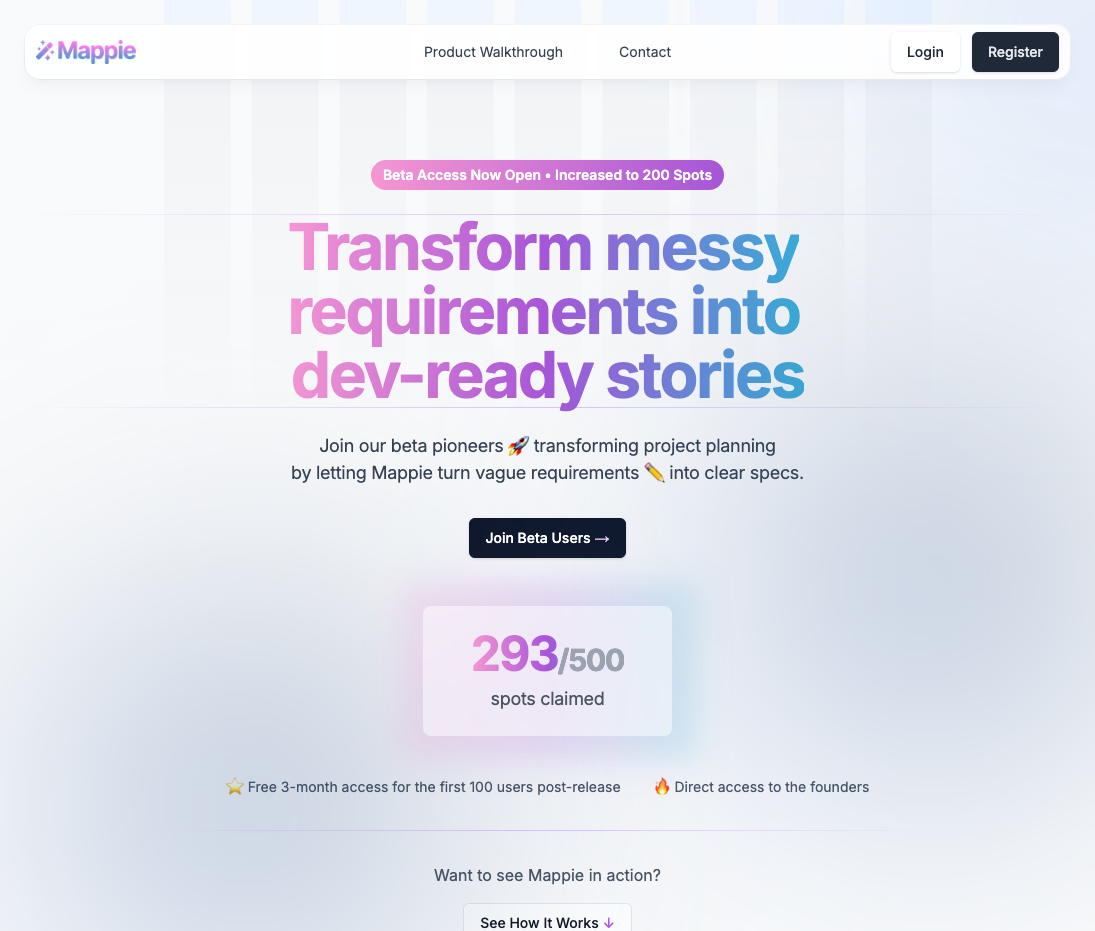 Mappie
Product Walkthrough
Contact
Login
Register
Beta Access Now Open • Increased to 200 Spots
Transform messy
requirements into
dev-ready stories
Join our beta pioneers 🚀 transforming project planning
by letting Mappie turn vague requirements ✏️ into clear specs.
Join Beta Users →
293/500
spots claimed
⭐ Free 3-month access for the first 100 users post-release
🔥 Direct access to the founders
Want to see Mappie in action?
See How It Works ↓